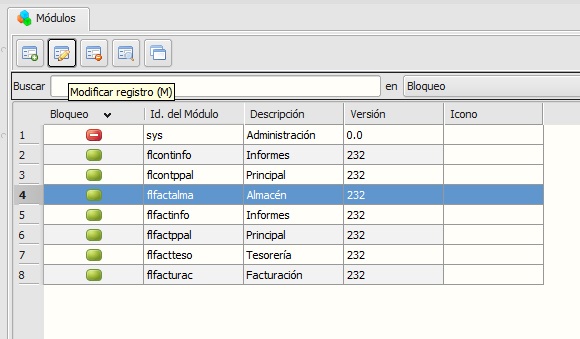 Módulos
Buscar en Bloqueo
Modificar registro (M)
Bloqueo Id. del Módulo Descripción Versión Icono
1 sys Administración 0.0
2 flcontinfo Informes 232
3 flcontppal Principal 232
4 flfactalma Almacén 232
5 flfactinfo Informes 232
6 flfactppal Principal 232
7 flfactteso Tesorería 232
8 flfacturac Facturación 232